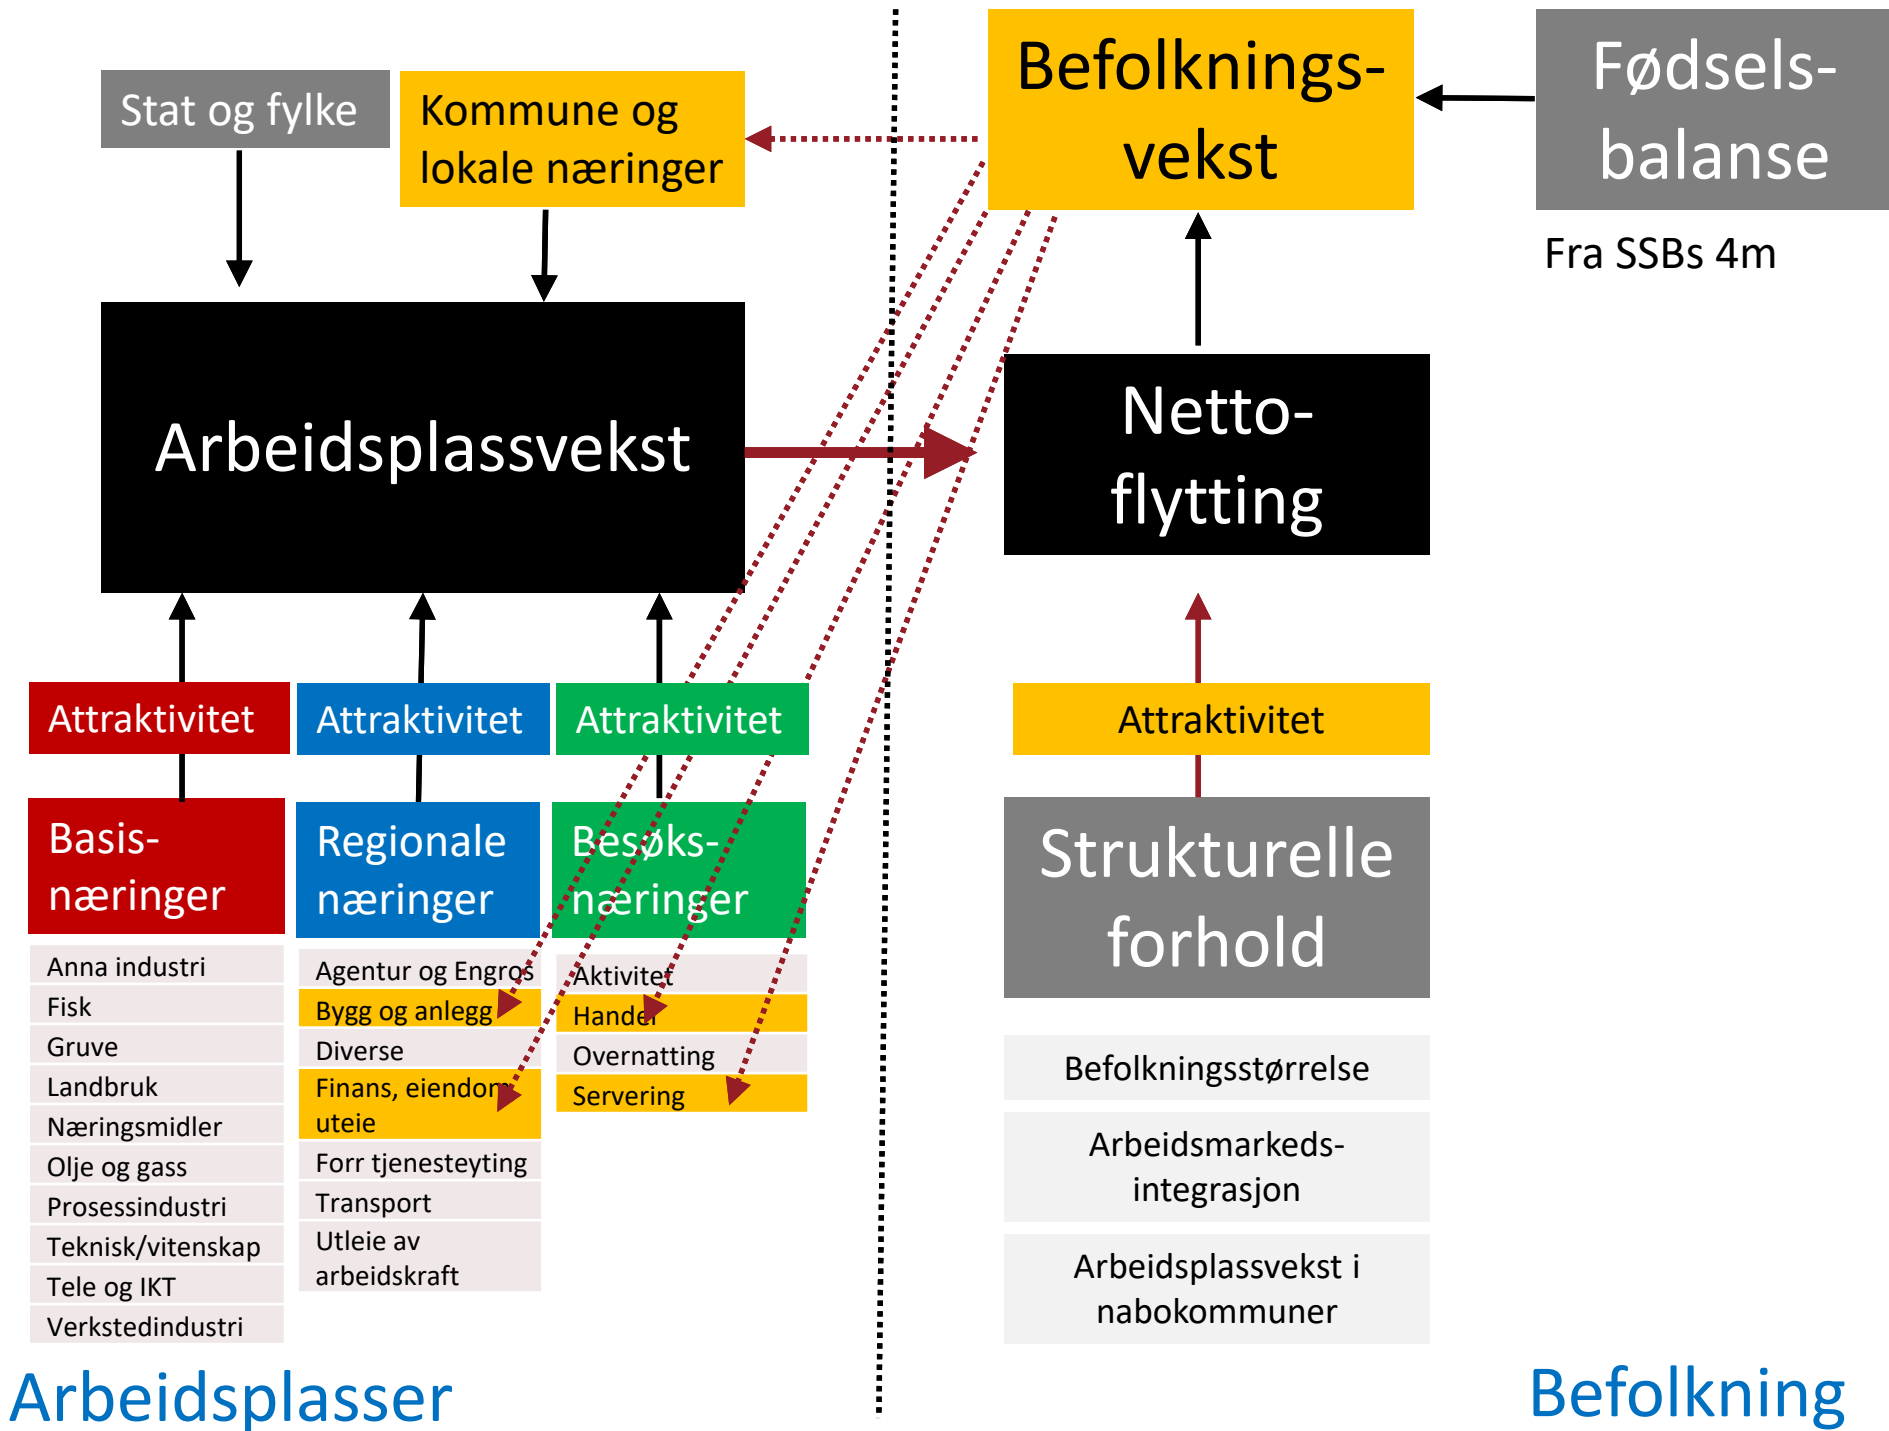 Befolknings-
vekst
Fødsels-
balanse
Fra SSBs 4m
Stat og fylke
Kommune og
lokale næringer
Arbeidsplassvekst
Netto-
flytting
Attraktivitet
Attraktivitet
Attraktivitet
Attraktivitet
Basis-
næringer
Regionale
næringer
Besøks-
næringer
Strukturelle
forhold
Anna industri
Fisk
Gruve
Landbruk
Næringsmidler
Olje og gass
Prosessindustri
Teknisk/vitenskap
Tele og IKT
Verkstedindustri
Agentur og Engros
Bygg og anlegg
Diverse
Finans, eiendom
uteie
Forr tjenesteyting
Transport
Utleie av
arbeidskraft
Aktivitet
Handel
Overnatting
Servering
Befolkningsstørrelse
Arbeidsmarkeds-
integrasjon
Arbeidsplassvekst i
nabokommuner
Arbeidsplasser
Befolkning